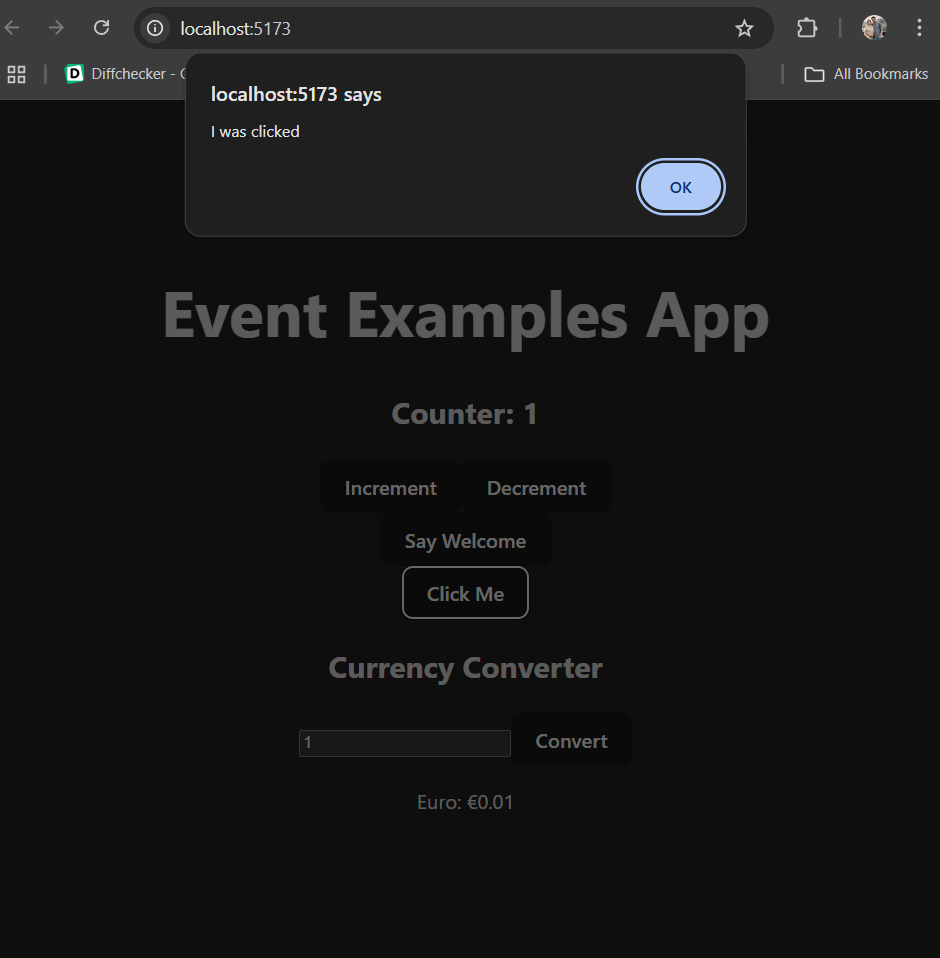 localhost:5173
Diffchecker -
All Bookmarks
localhost:5173 says
I was clicked
OK
Event Examples App
Counter: 1
Increment Decrement
Say Welcome
Click Me
Currency Converter
1 Convert
Euro: €0.01